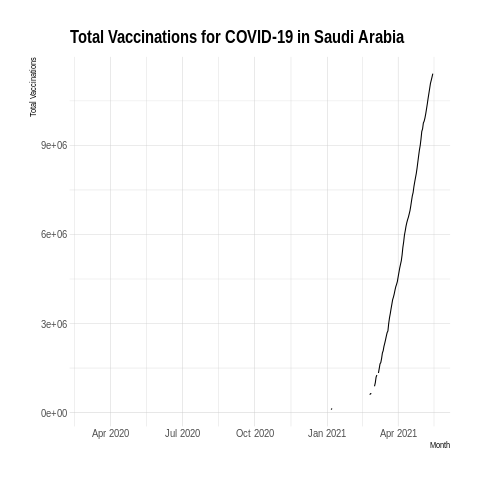 Total Vaccinations for COVID-19 in Saudi Arabia
Total Vaccinations
9e+06
6e+06
3e+06
0e+00
Apr 2020 Jul 2020 Oct 2020 Jan 2021 Apr 2021
Month